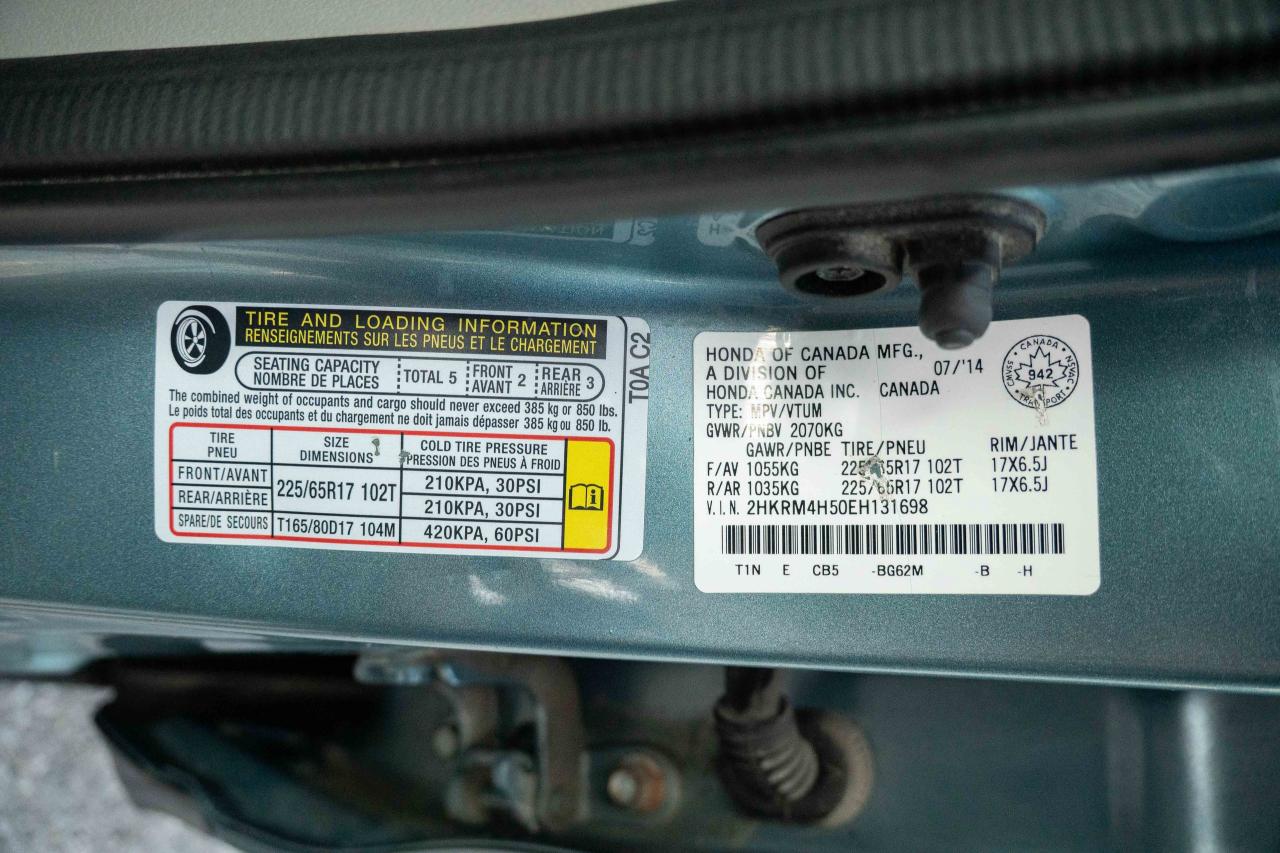 TIRE AND LOADING INFORMATION
RENSEIGNEMENTS SUR LES PNEUS ET LE CHARGEMENT
SEATING CAPACITY
NOMBRE DE PLACES
TOTAL 5
FRONT
AVANT 2
REAR
ARRIÈRE 3
The combined weight of occupants and cargo should never exceed 385 kg or 850 lbs.
Le poids total des occupants et du chargement ne doit jamais dépasser 385 kg ou 850 lb.
TIRE
PNEU
SIZE
DIMENSIONS
COLD TIRE PRESSURE
PRESSION DES PNEUS À FROID
FRONT/AVANT
225/65R17 102T
210KPA, 30PSI
REAR/ARRIÈRE
210KPA, 30PSI
SPARE/DE SECOURS
T165/80D17 104M
420KPA, 60PSI
T0A C2
HONDA OF CANADA MFG., 07/'14
A DIVISION OF
HONDA CANADA INC. CANADA
TYPE: MPV/VTUM
GVWR/PNBV 2070KG
GAWR/PNBE TIRE/PNEU RIM/JANTE
F/AV 1055KG 225/65R17 102T 17X6.5J
R/AR 1035KG 225/65R17 102T 17X6.5J
V.I.N. 2HKRM4H50EH131698
T1N E CB5 -BG62M -B -H
CANADA
CMVSS
942
NSVAC
TRANSPORT